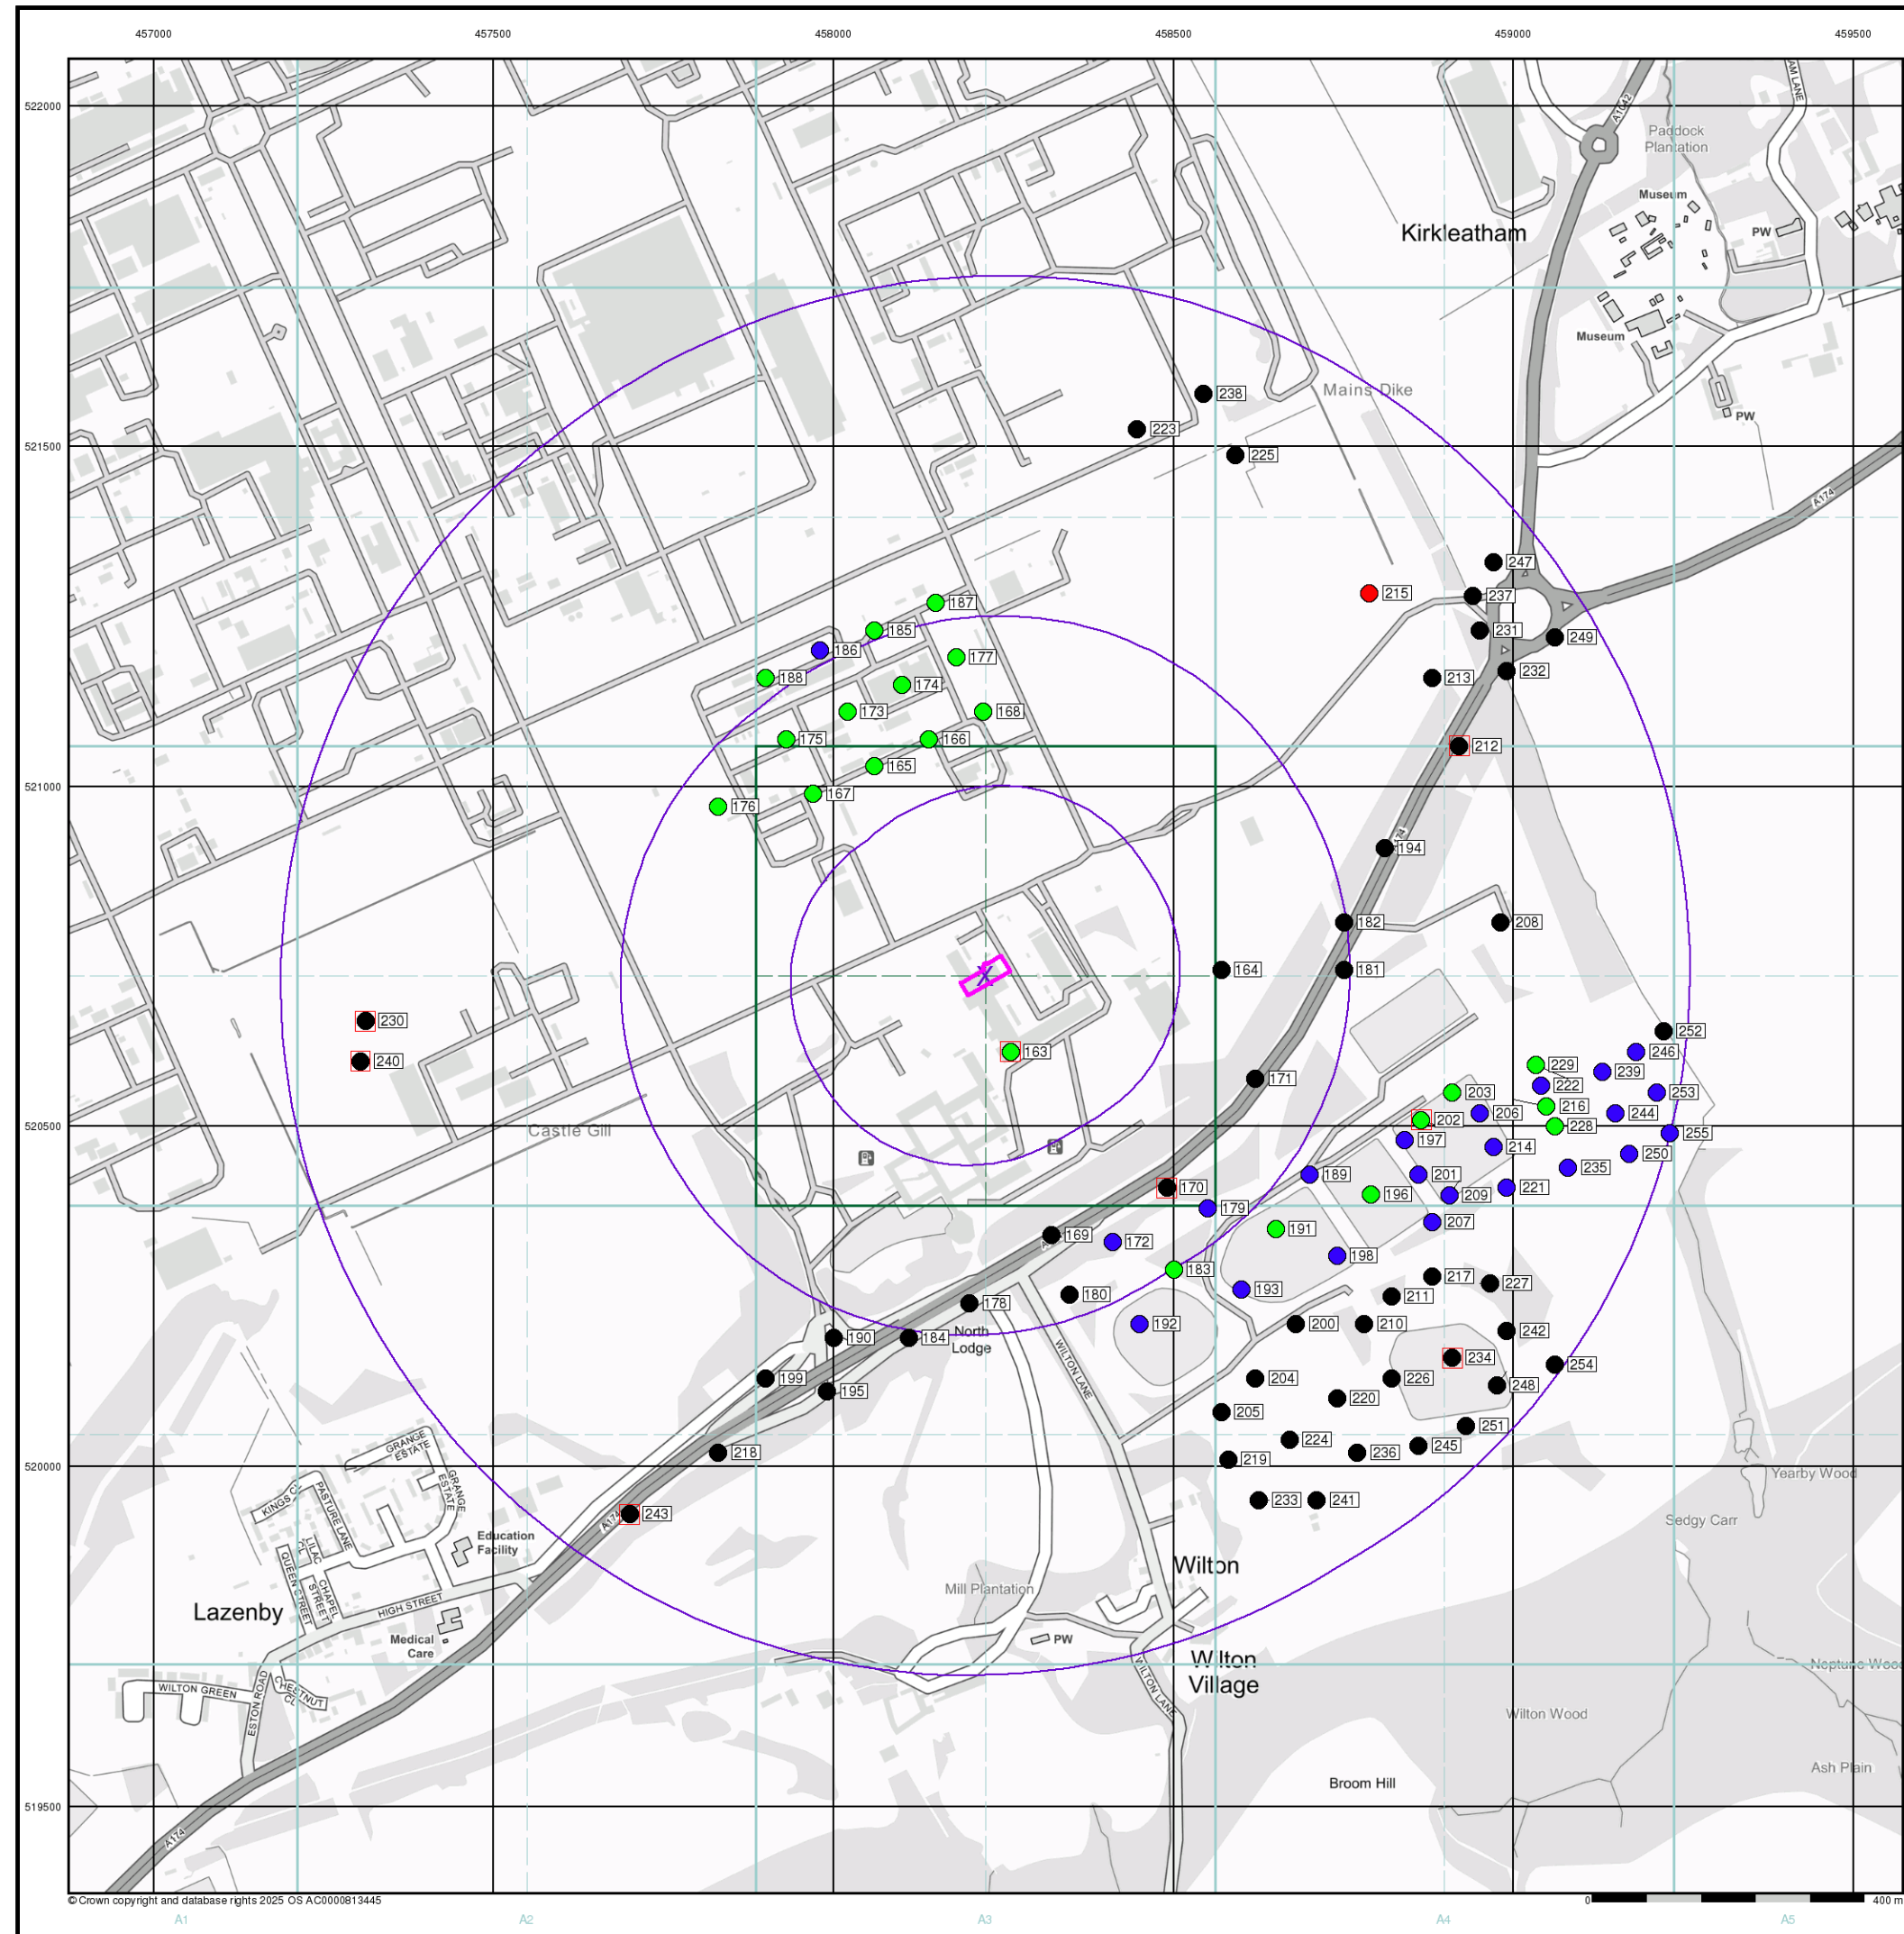 457000 457500 458000 458500 459000 459500
522000
A1042
AM LANE
Paddock
Plantation
Museum
Kirkleatham
PW
Museum
Mains Dike
238
PW
223
521500
225
A174
247
215
237
187
185
231
249
186
177
232
188
213
174
173
168
175
166
212
165
521000
167
176
194
182
208
164
181
230
252
163
246
240
229
239
171
222
203
253
216
206
244
202
520500
228
Castle Gill
255
197
214
250
235
189
201
170
221
196
209
179
207
191
169
172
198
183
217
227
193
180
211
178
192
200
210
242
North
Lodge
190
184
234
254
WILTON LANE
199
204
226
248
195
220
205
251
GRANGE
ESTATE
224
245
218
236
219
520000
Yearby Wood
GRANGE
ESTATE
KINGS CL
PASTURE LANE
233
241
A174
243
Sedgy Carr
Education
Facility
LILAC
CL
QUEEN STREET
CHAPEL
STREET
Wilton
Mill Plantation
HIGH STREET
Lazenby
Medical
Care
PW
Wilton
Village
Neptune Wood
WILTON LANE
WILTON GREEN
CHESTNUT
CL
ESTON ROAD
Wilton Wood
Ash Plain
Broom Hill
519500
A174
© Crown copyright and database rights 2025 OS AC0000813445
0 400 m
A1 A2 A3 A4 A5